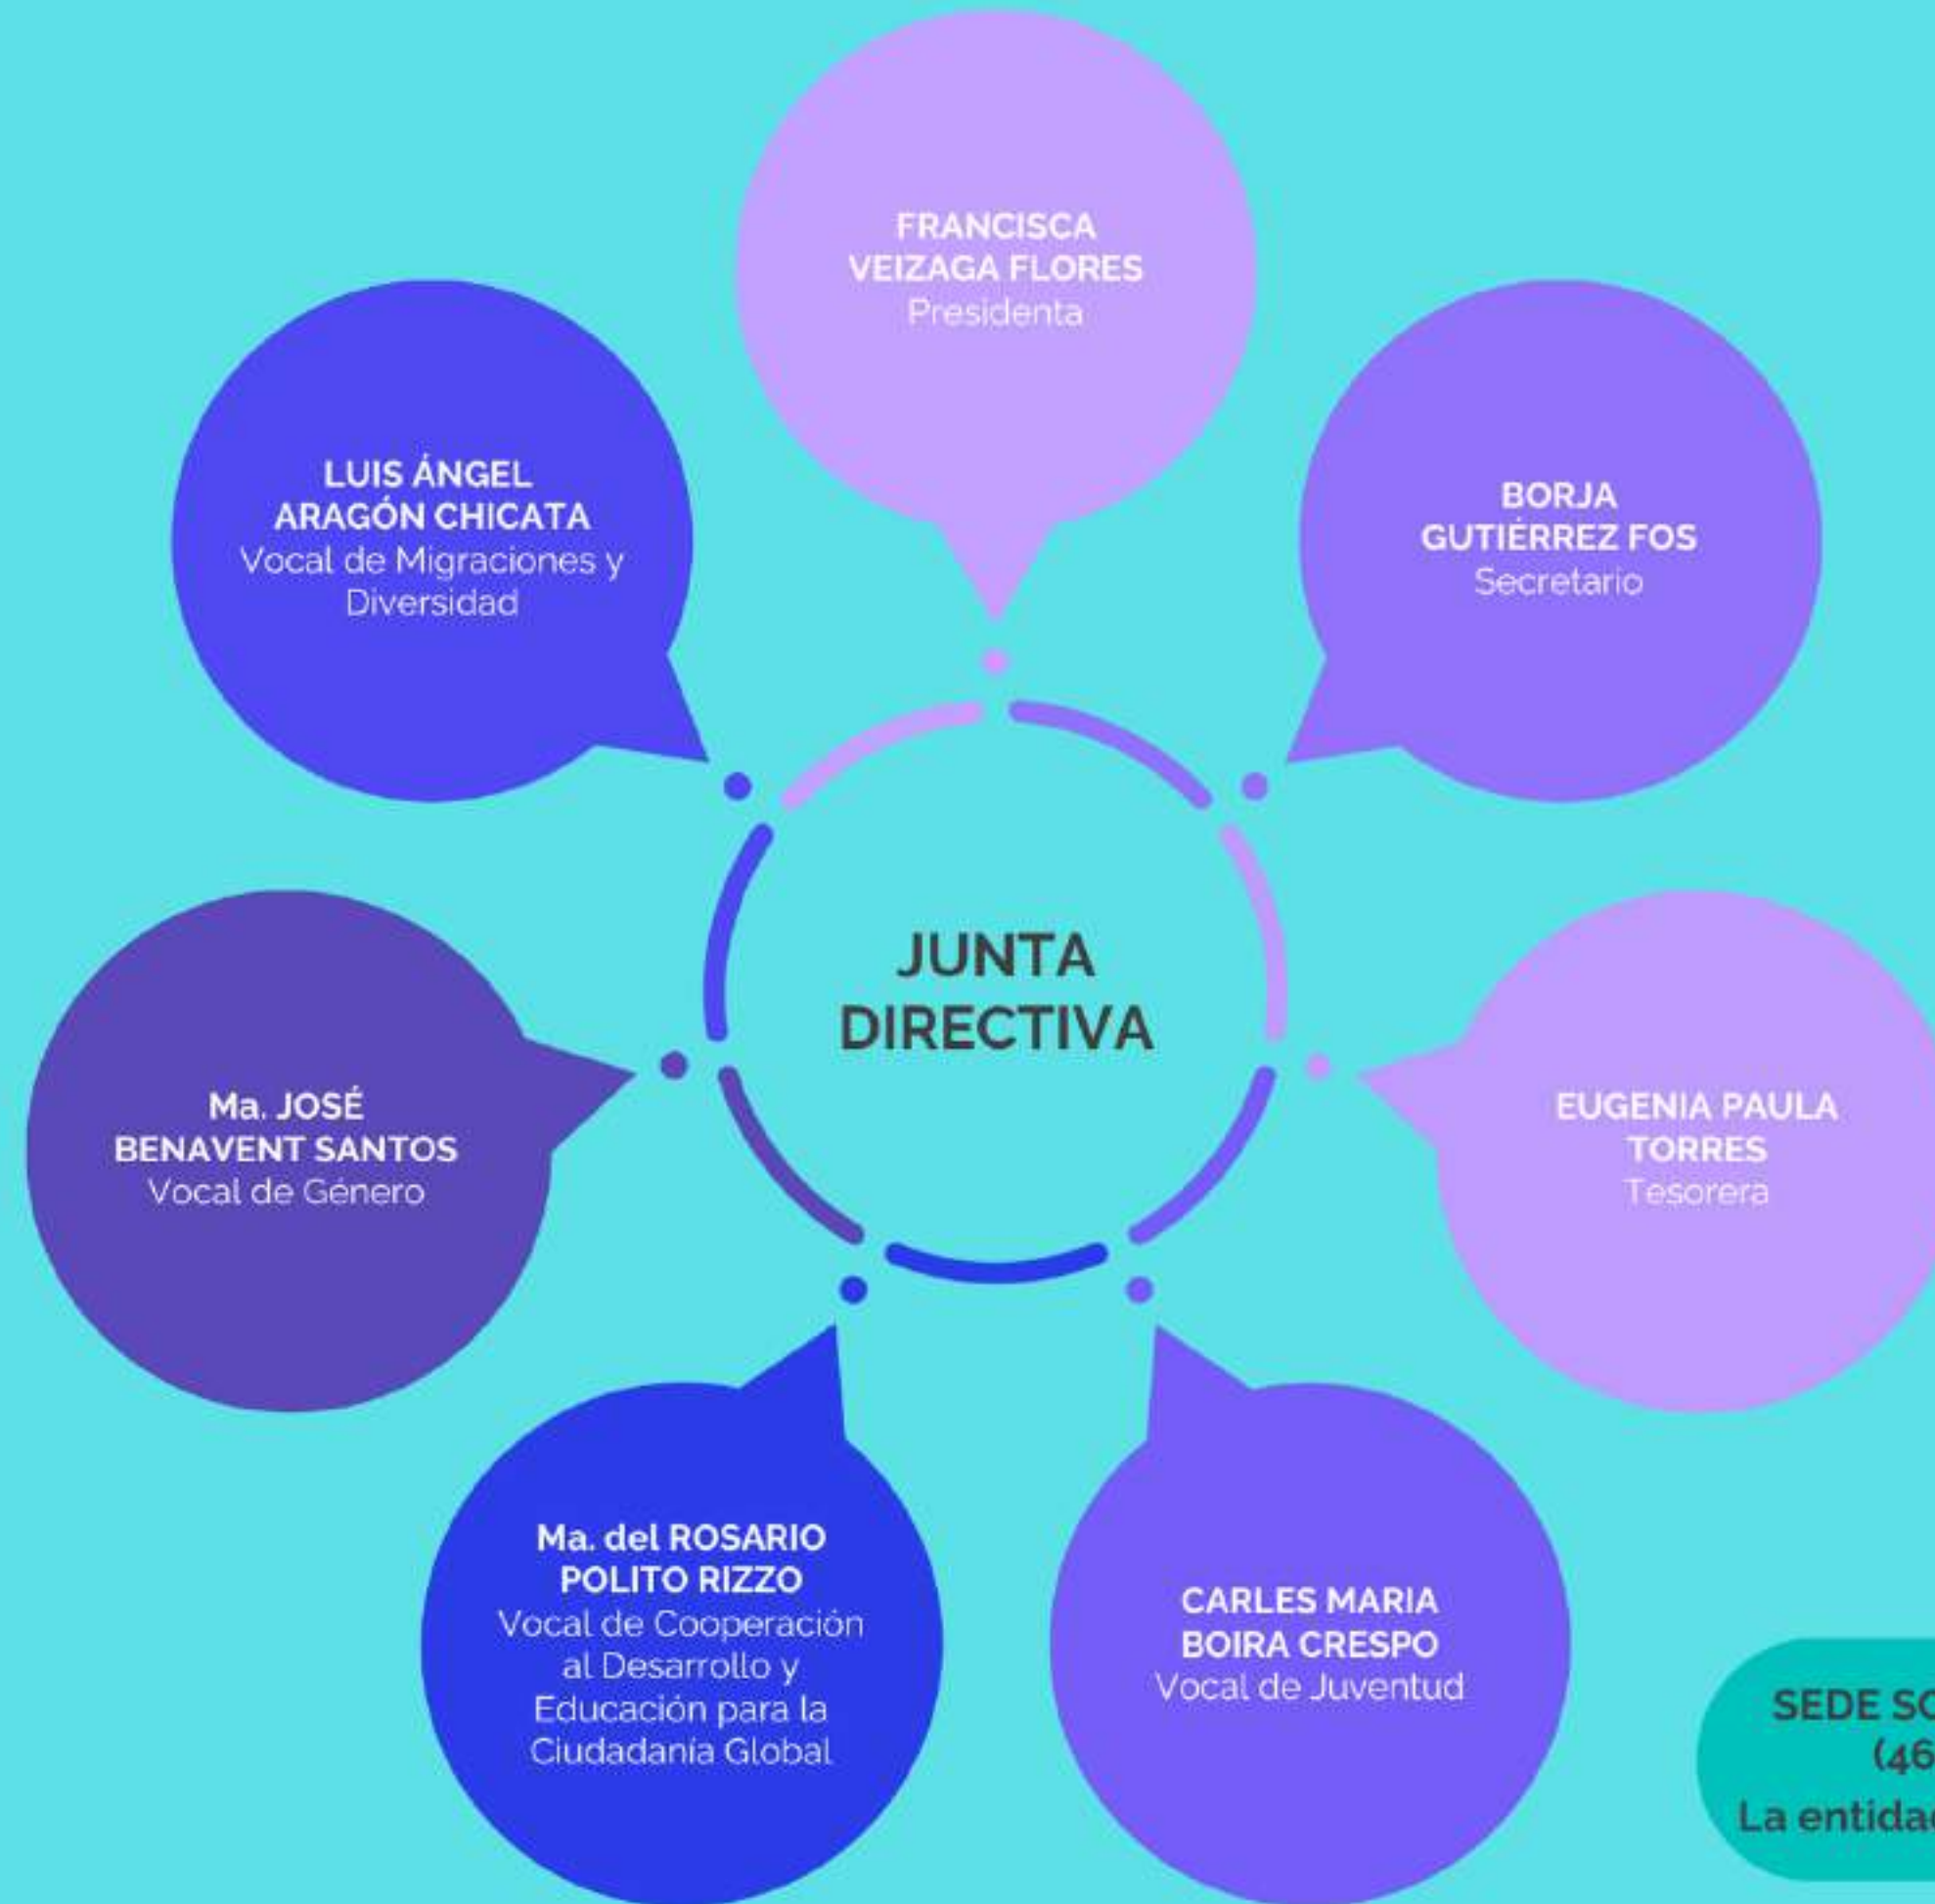 FRANCISCA
VEIZAGA FLORES
Presidenta
LUIS ÁNGEL
ARAGÓN CHICATA
Vocal de Migraciones y
Diversidad
BORJA
GUTIÉRREZ FOS
Secretario
JUNTA
DIRECTIVA
Ma. JOSÉ
BENAVENT SANTOS
Vocal de Género
EUGENIA PAULA
TORRES
Tesorera
Ma. del ROSARIO
POLITO RIZZO
Vocal de Cooperación
al Desarrollo y
Educación para la
Ciudadanía Global
CARLES MARIA
BOIRA CRESPO
Vocal de Juventud
SEDE
La